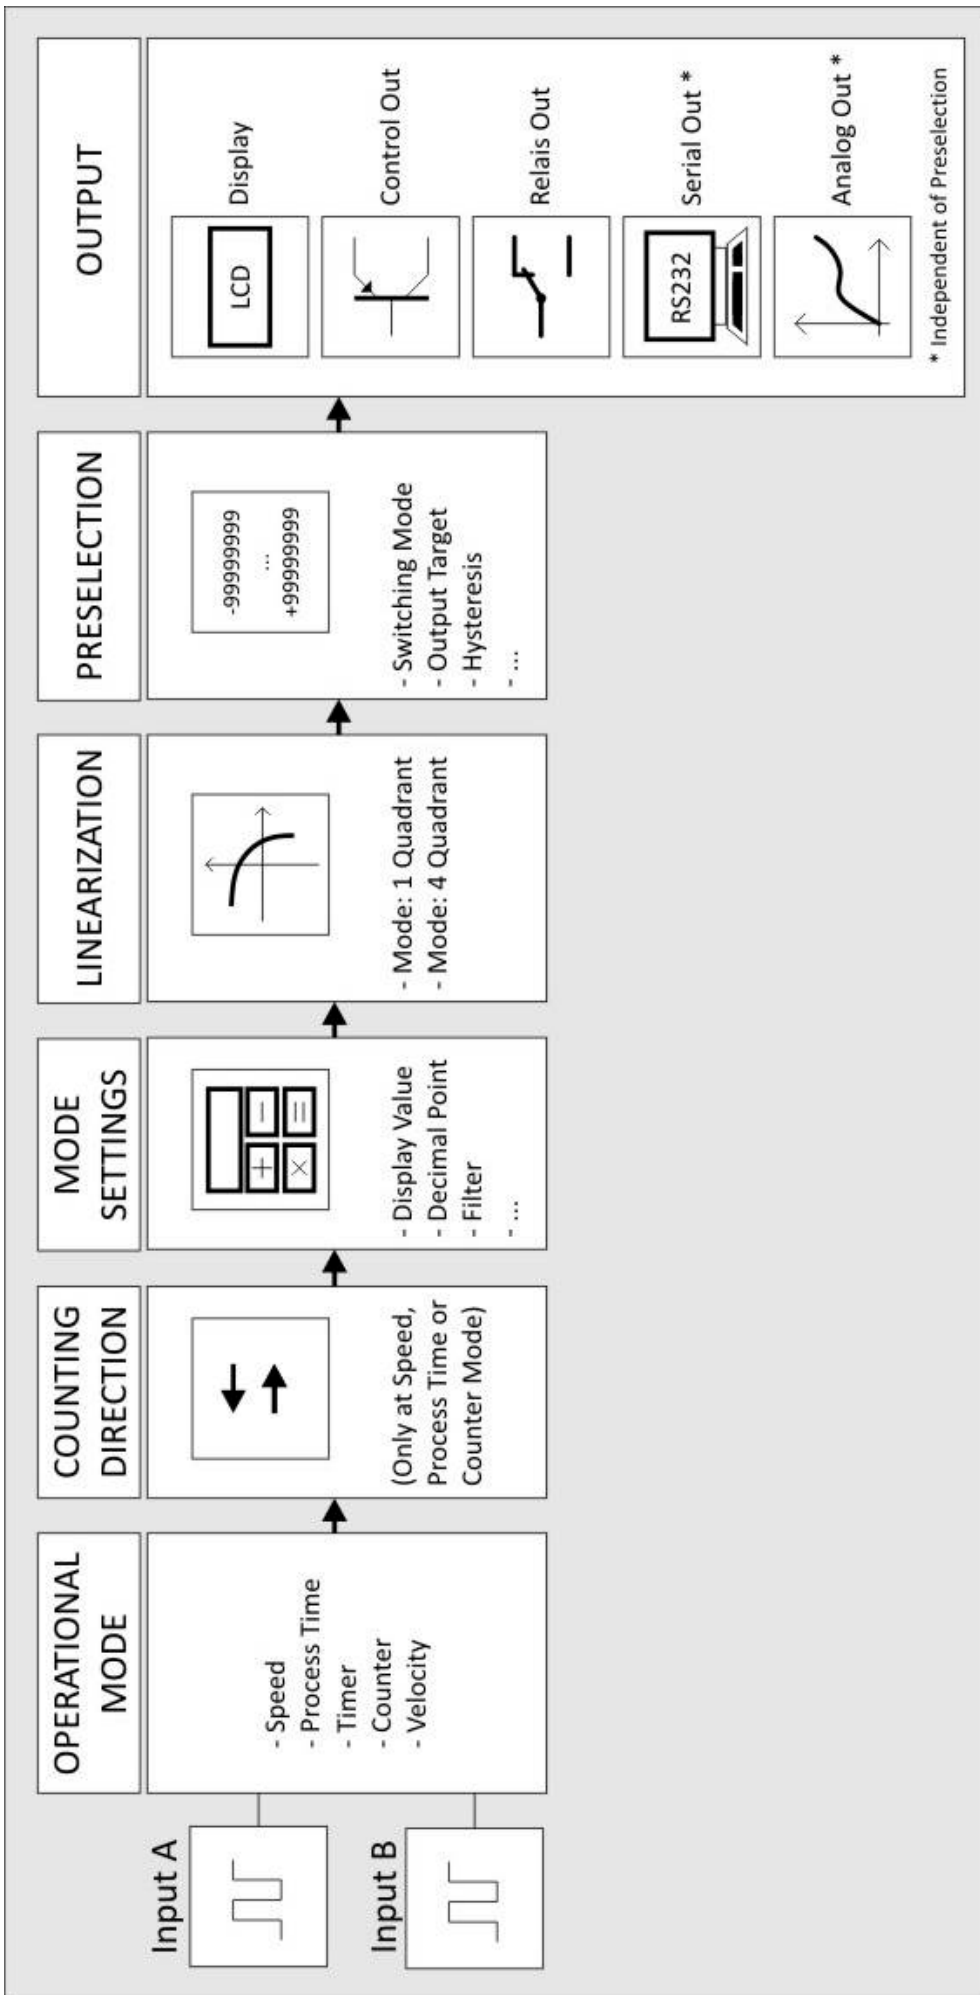 Input A
Input B
OPERATIONAL
MODE
- Speed
- Process Time
- Timer
- Counter
- Velocity
COUNTING
DIRECTION
(Only at Speed,
Process Time or
Counter Mode)
MODE
SETTINGS
+ −
× =
- Display Value
- Decimal Point
- Filter
- ...
LINEARIZATION
- Mode: 1 Quadrant
- Mode: 4 Quadrant
PRESELECTION
-99999999
...
+99999999
- Switching Mode
- Output Target
- Hysteresis
- ...
OUTPUT
LCD
Display
Control Out
Relais Out
RS232
Serial Out *
Analog Out *
* Independent of Preselection